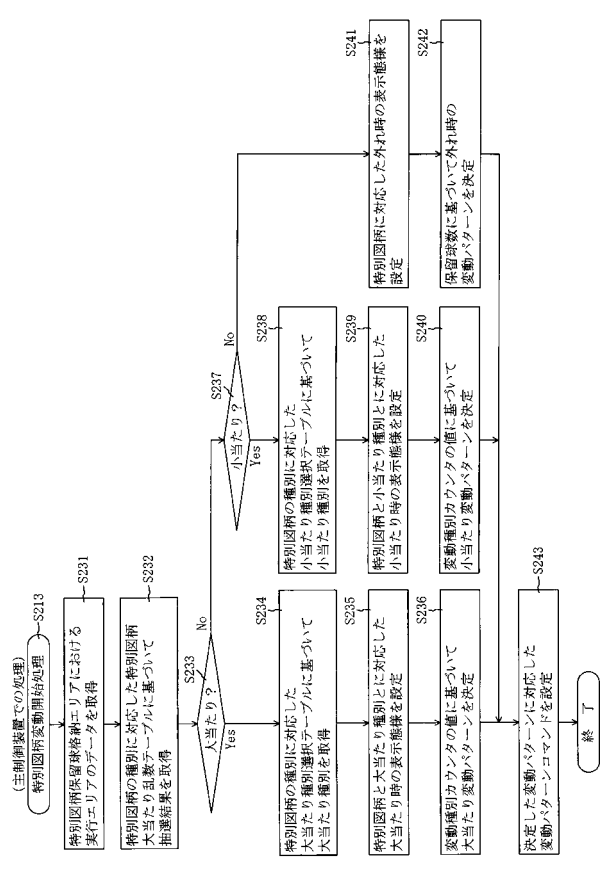 (主制御装置での処理)
特別図柄変動開始処理
S213
特別図柄保留球格納エリアにおける
実行エリアのデータを取得
S231
特別図柄の種別に対応した特別図柄
大当たり乱数テーブルに基づいて
抽選結果を取得
S232
大当たり？
S233
Yes
No
特別図柄の種別に対応した
大当たり種別選択テーブルに基づいて
大当たり種別を取得
S234
特別図柄と大当たり種別とに対応した
大当たり時の表示態様を設定
S235
変動種別カウンタの値に基づいて
大当たり変動パターンを決定
S236
小当たり？
S237
Yes
No
特別図柄の種別に対応した
小当たり種別選択テーブルに基づいて
小当たり種別を取得
S238
特別図柄と小当たり種別とに対応した
小当たり時の表示態様を設定
S239
変動種別カウンタの値に基づいて
小当たり変動パターンを決定
S240
特別図柄に対応した外れ時の表示態様を
設定
S241
保留球数に基づいて外れ時の
変動パターンを決定
S242
決定した変動パターンに対応した
変動パターンコマンドを設定
S243
終了